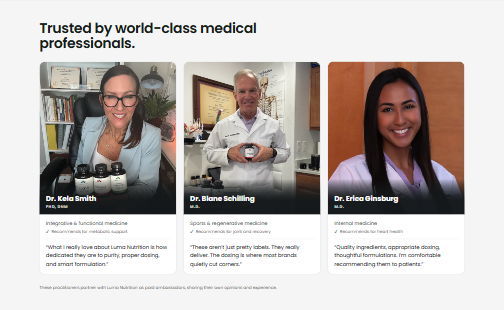 Trusted by world-class medical
professionals.
Dr. Kela Smith
PHD, DHM
Integrative & functional medicine
✓ Recommends for metabolic support
"What I really love about Luma Nutrition is how
dedicated they are to purity, proper dosing,
and smart formulation."
Dr. Blane Schilling
M.D.
Sports & regenerative medicine
✓ Recommends for joint and recovery
"These aren't just pretty labels. They really
deliver. The dosing is where most brands
quietly cut corners."
Dr. Erica Ginsburg
M.D.
Internal medicine
✓ Recommends for heart health
"Quality ingredients, appropriate dosing,
thoughtful formulations. I'm comfortable
recommending them to patients."
These practitioners partner with Luma Nutrition as paid ambassadors, sharing their own opinions and experience.